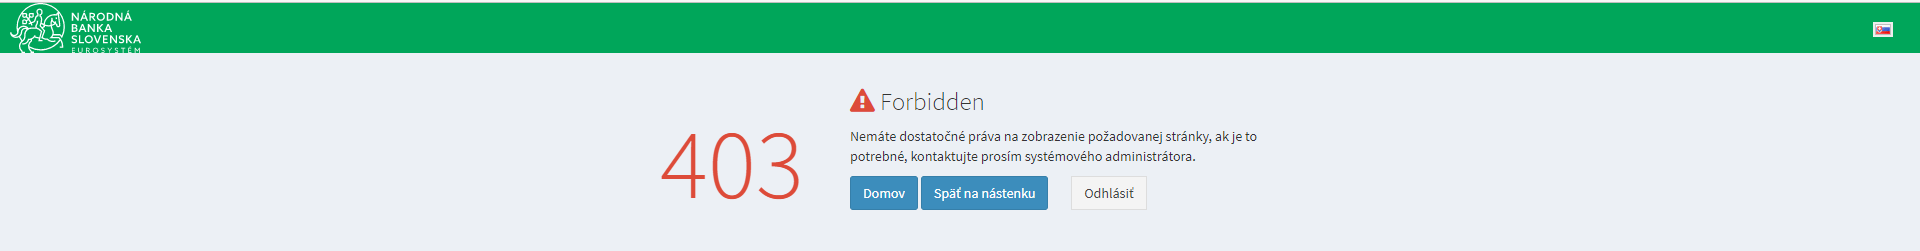 NÁRODNÁ
BANKA
SLOVENSKA
EUROSYSTÉM
403
Forbidden
Nemáte dostatočné práva na zobrazenie požadovanej stránky, ak je to
potrebné, kontaktujte prosím systémového administrátora.
Domov Späť na nástenku Odhlásiť